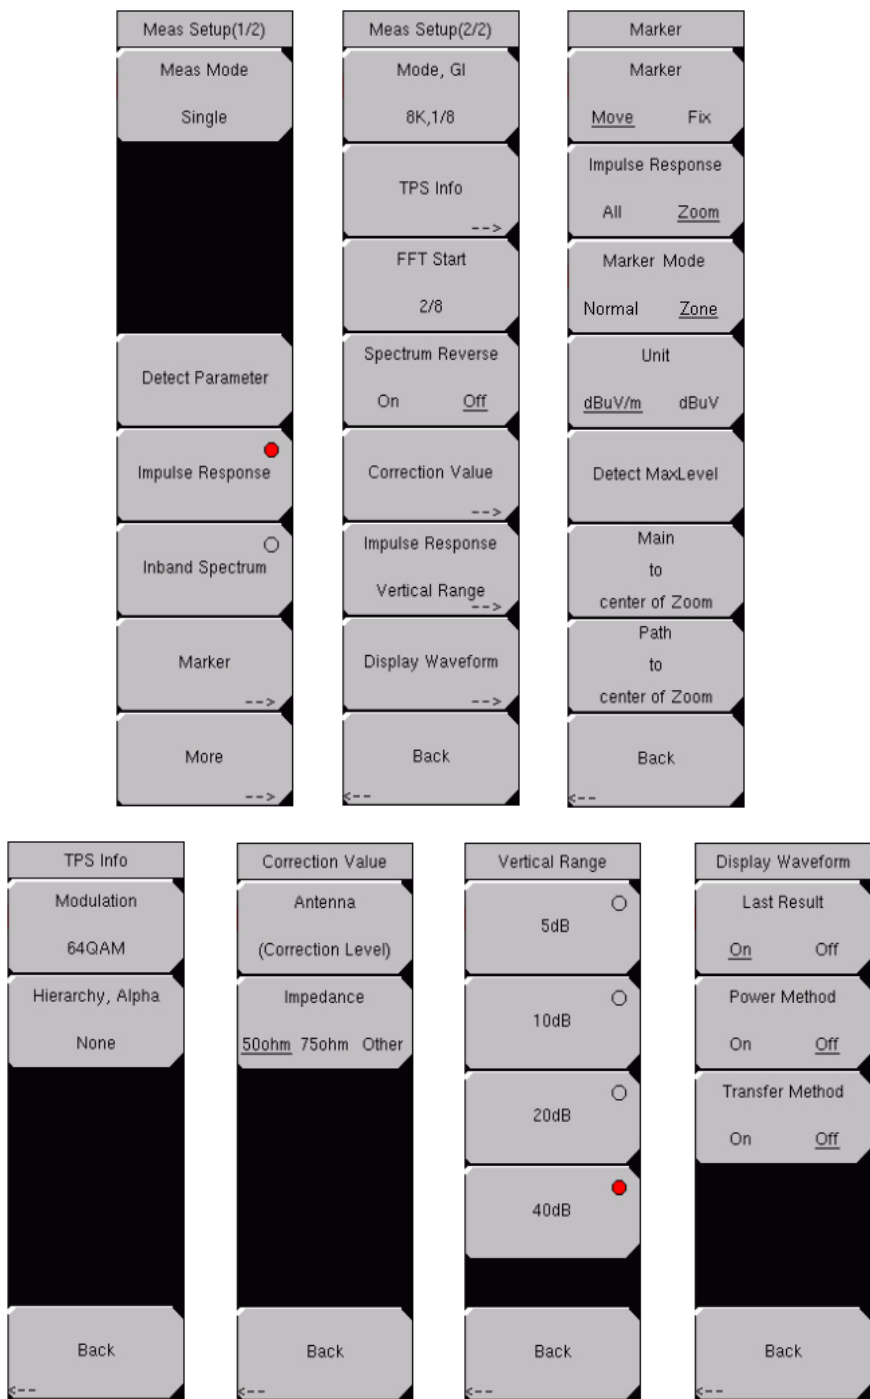 Meas Setup(1/2)
Meas Mode
Single
Detect Parameter
Impulse Response
Inband Spectrum
Marker
-->
More
-->
Meas Setup(2/2)
Mode, GI
8K,1/8
TPS Info
-->
FFT Start
2/8
Spectrum Reverse
On Off
Correction Value
-->
Impulse Response
Vertical Range
-->
Display Waveform
-->
Back
<--
Marker
Marker
Move Fix
Impulse Response
All Zoom
Marker Mode
Normal Zone
Unit
dBuV/m dBuV
Detect MaxLevel
Main
to
center of Zoom
Path
to
center of Zoom
Back
<--
TPS Info
Modulation
64QAM
Hierarchy, Alpha
None
Back
<--
Correction Value
Antenna
(Correction Level)
Impedance
50ohm 75ohm Other
Back
<--
Vertical Range
5dB
10dB
20dB
40dB
Back
<--
Display Waveform
Last Result
On Off
Power Method
On Off
Transfer Method
On Off
Back
<--